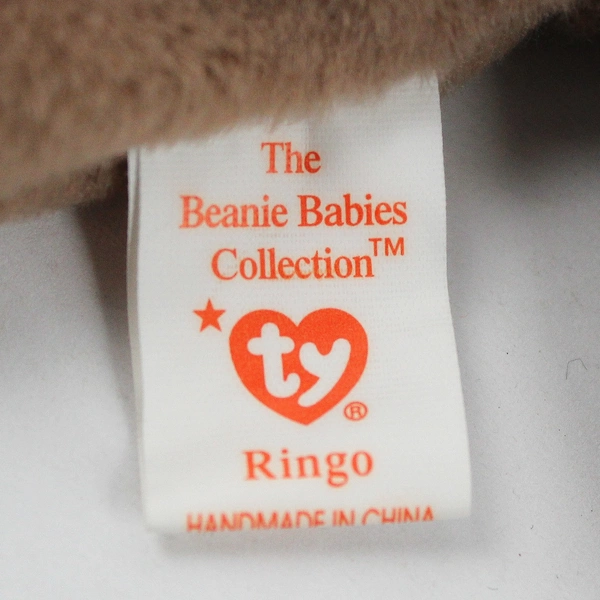 The
Beanie Babies
Collection™
ty®
Ringo
HANDMADE IN CHINA